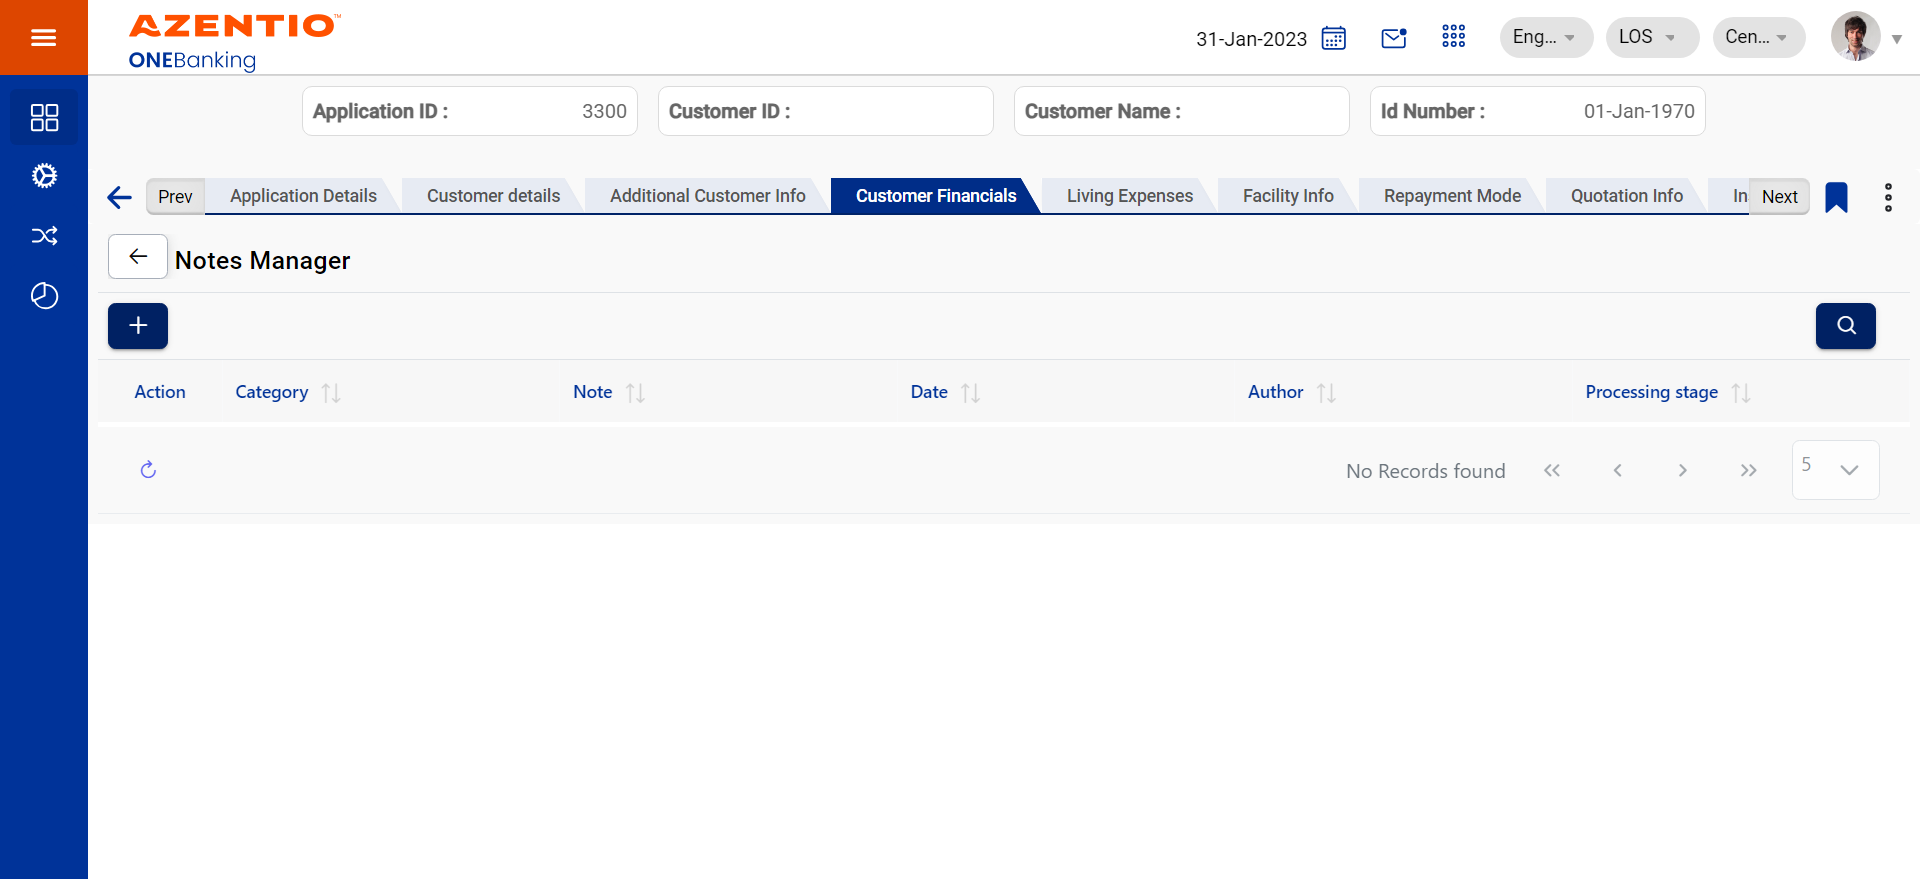 AZENTIO™
ONEBanking
31-Jan-2023
Eng...
LOS
Cen...
Application ID : 3300
Customer ID :
Customer Name :
Id Number : 01-Jan-1970
Prev Application Details Customer details Additional Customer Info Customer Financials Living Expenses Facility Info Repayment Mode Quotation Info In Next
Notes Manager
Action Category Note Date Author Processing stage
No Records found
5